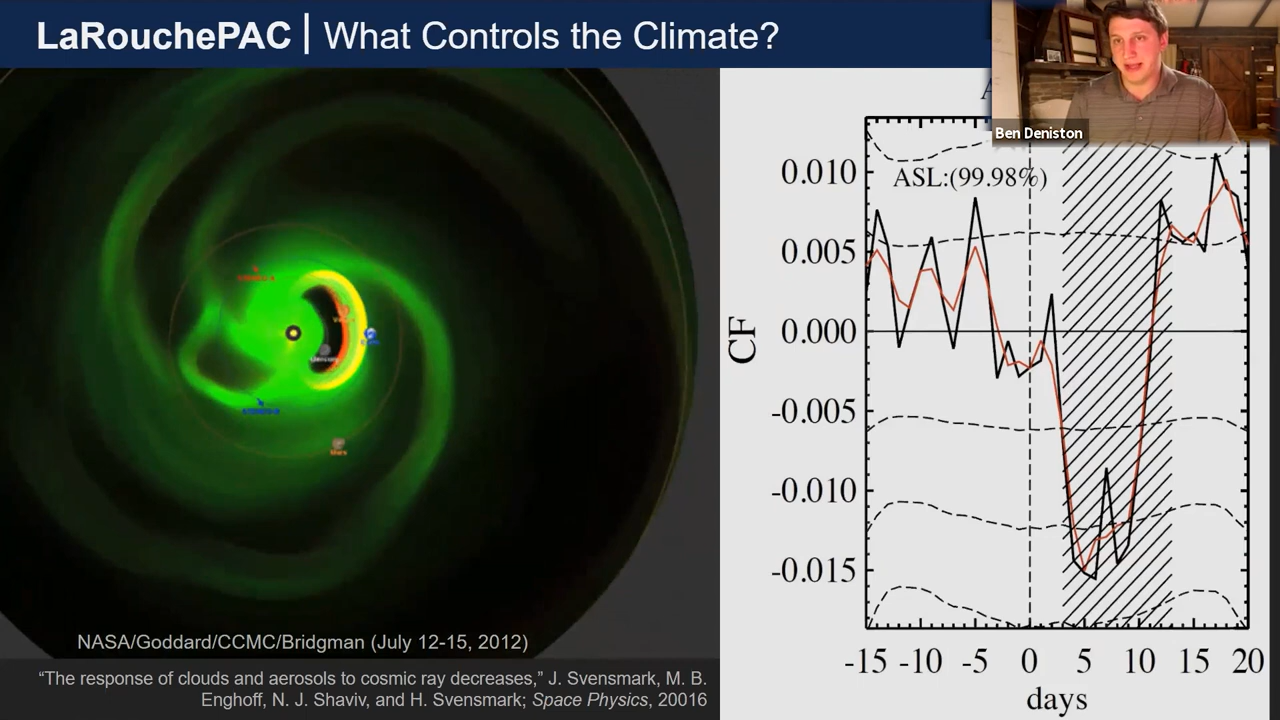 LaRouchePAC | What Controls the Climate?
Ben Deniston
ASL:(99.98%)
0.010
0.005
0.000
-0.005
-0.010
-0.015
CF
-15 -10 -5 0 5 10 15 20
days
Mars
NASA/Goddard/CCMC/Bridgman (July 12-15, 2012)
“The response of clouds and aerosols to cosmic ray decreases,” J. Svensmark, M. B.
Enghoff, N. J. Shaviv, and H. Svensmark; Space Physics, 20016